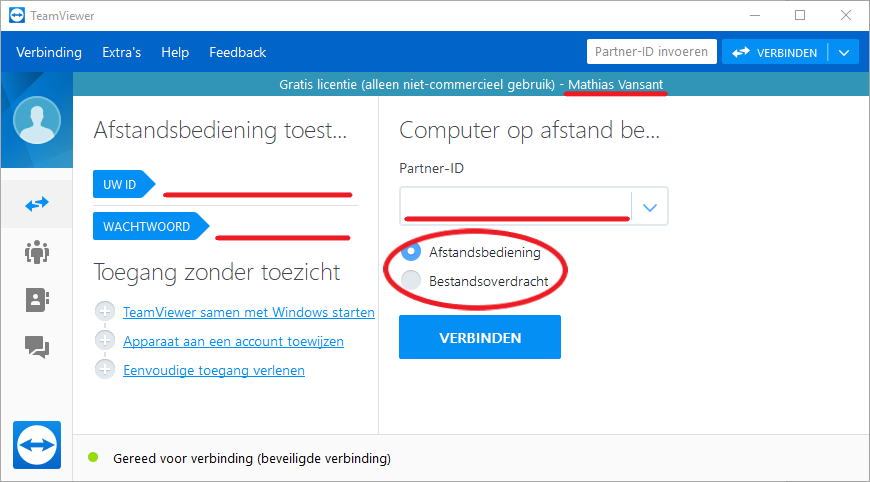 TeamViewer
Verbinding Extra's Help Feedback
Partner-ID invoeren
VERBINDEN
Gratis licentie (alleen niet-commercieel gebruik) - Mathias Vansant
Afstandsbediening toest...
UW ID
WACHTWOORD
Toegang zonder toezicht
TeamViewer samen met Windows starten
Apparaat aan een account toewijzen
Eenvoudige toegang verlenen
Computer op afstand be...
Partner-ID
Afstandsbediening
Bestandsoverdracht
VERBINDEN
Gereed voor verbinding (beveiligde verbinding)